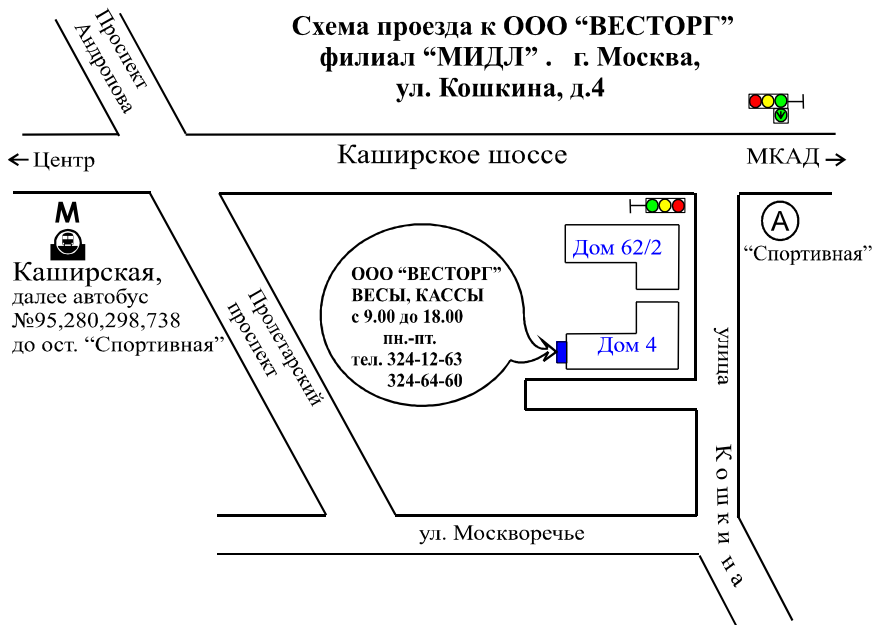 Схема проезда к ООО “ВЕСТОРГ”
филиал “МИДЛ” . г. Москва,
ул. Кошкина, д.4
Проспект
Андропова
← Центр
Каширское шоссе
МКАД →
М
Каширская,
далее автобус
№95,280,298,738
до ост. “Спортивная”
А
“Спортивная”
Дом 62/2
ООО “ВЕСТОРГ”
ВЕСЫ, КАССЫ
с 9.00 до 18.00
пн.-пт.
тел. 324-12-63
324-64-60
Дом 4
Пролетарский
проспект
улица
Кошкина
ул. Москворечье